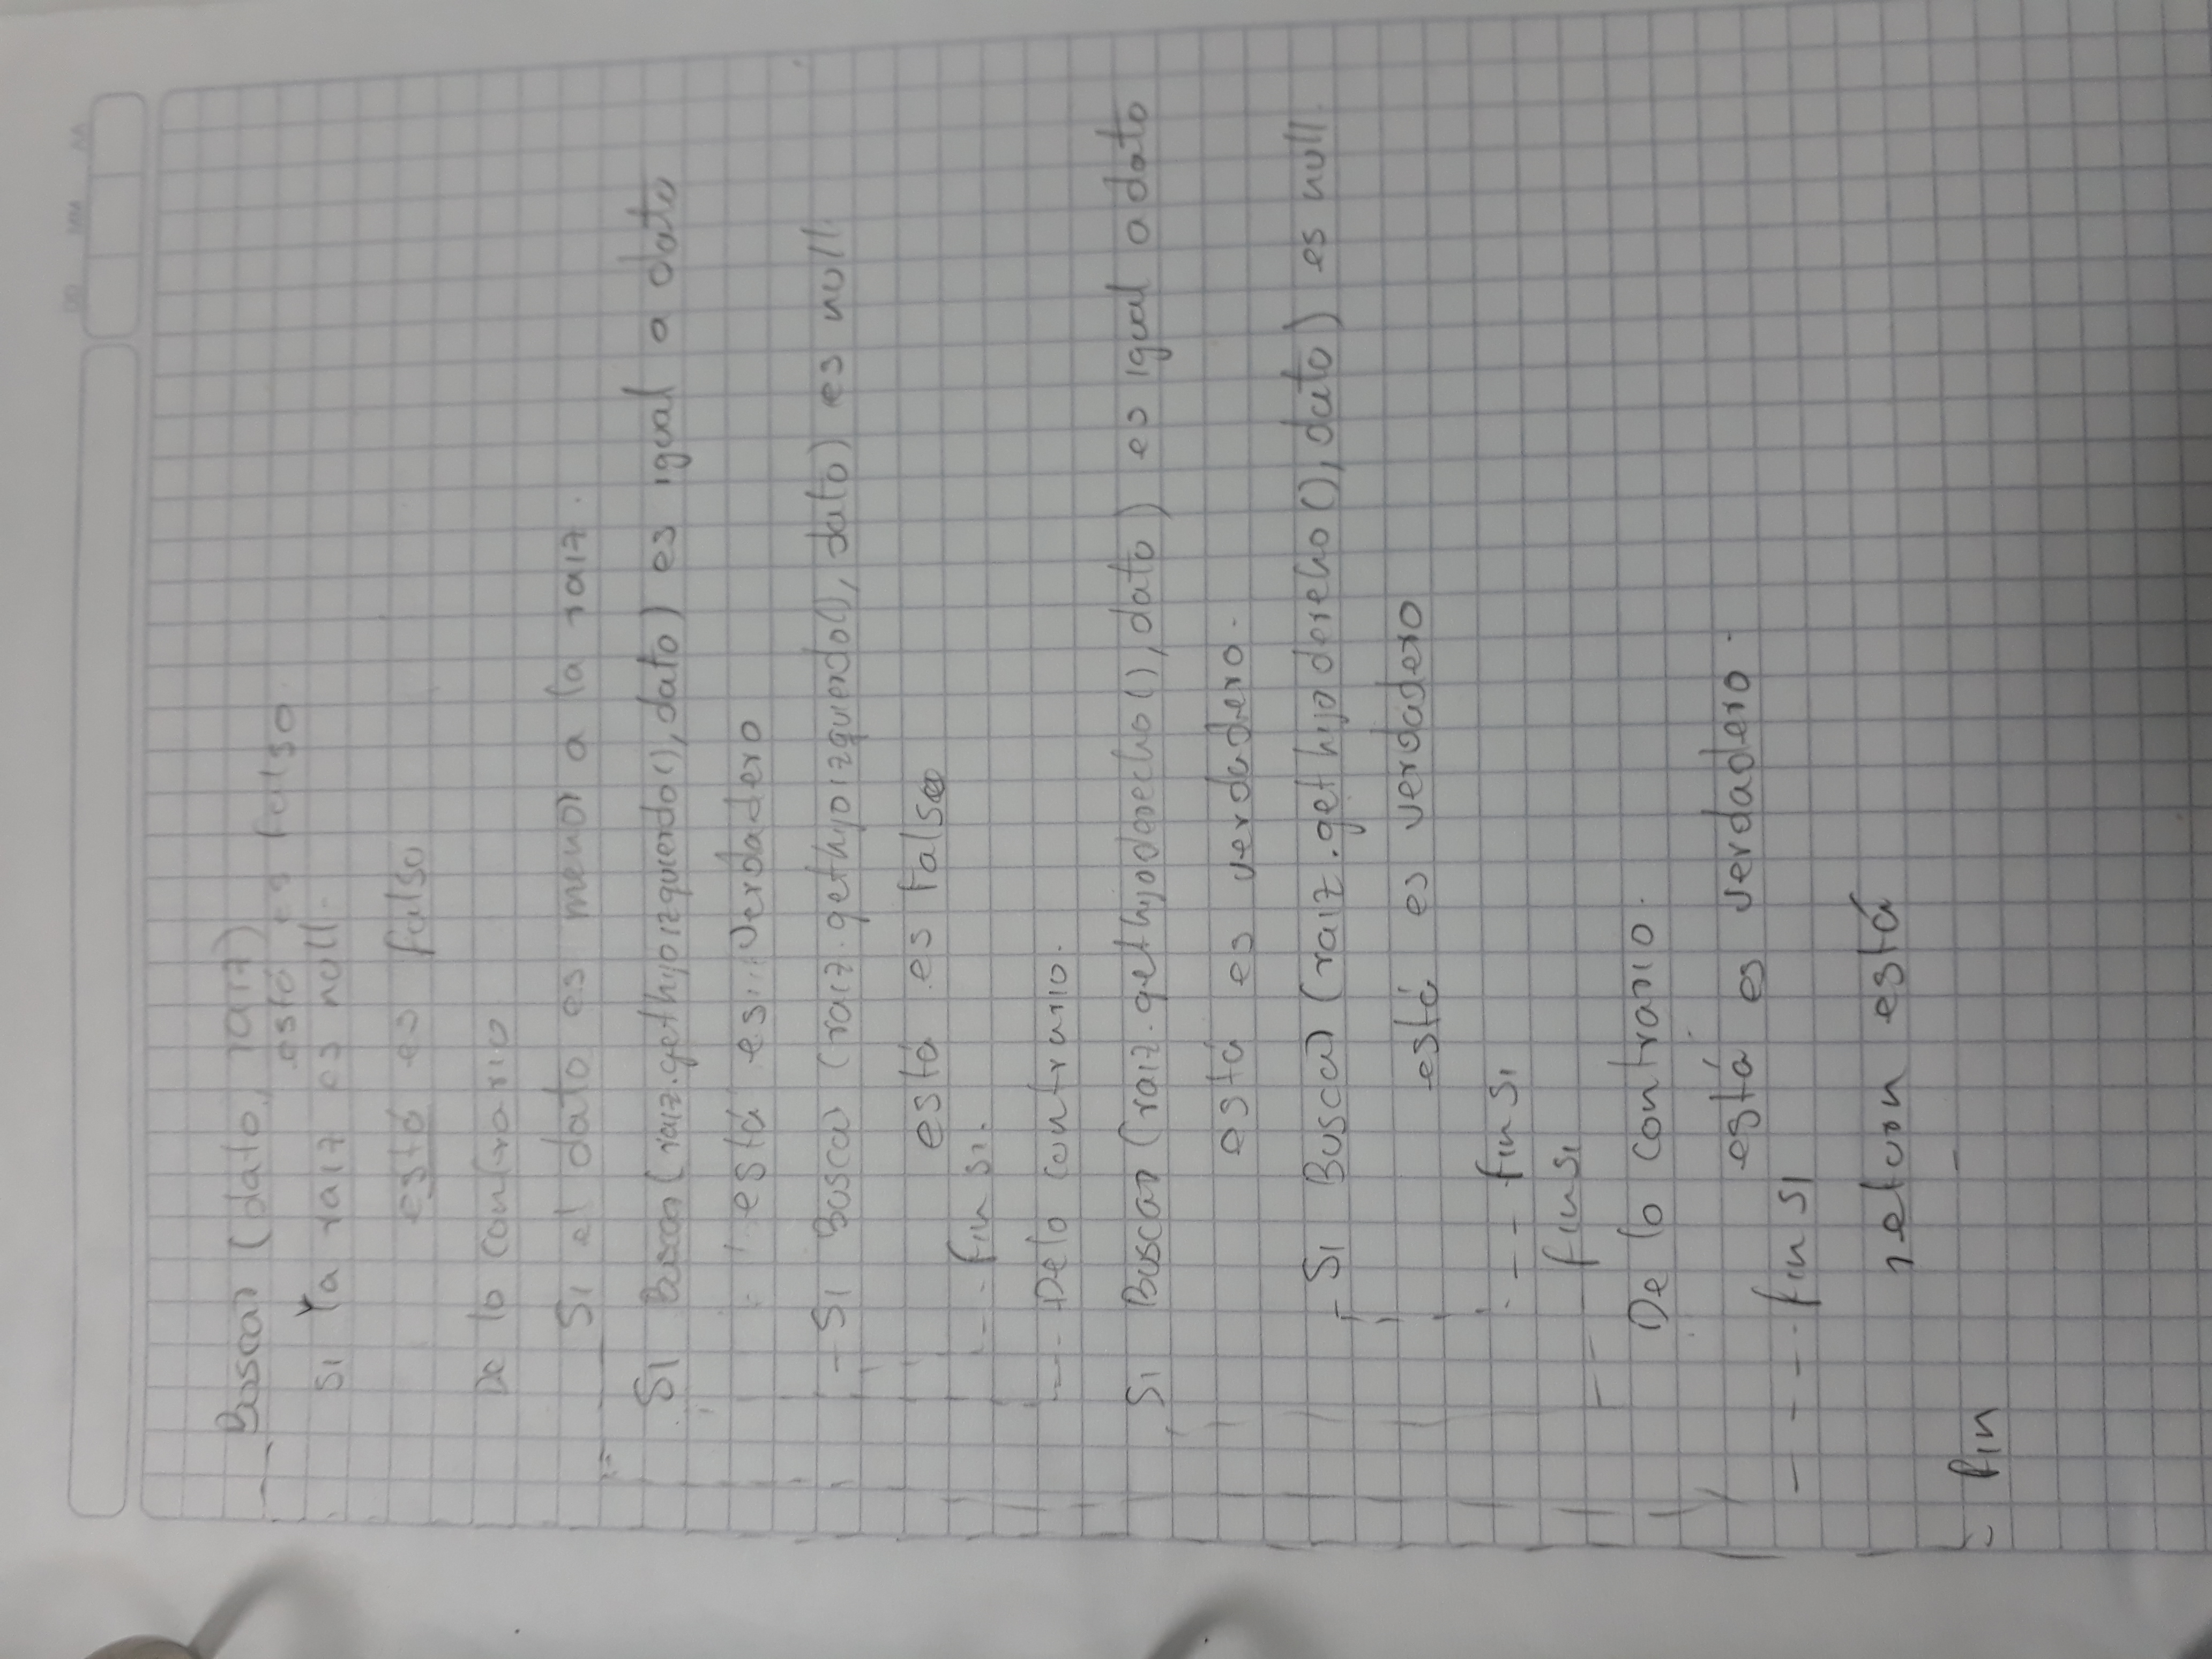 DD MM AA
Buscar (dato, raiz)
está es falso
Si la raiz es null.
está es falso
De lo contrario
Si el dato es menor a la raiz.
Si Buscar (raiz.gethijoizquierdo(), dato) es igual a dato
está es verdadero
Si Buscar (raiz.gethijoizquierdo(), dato) es null.
está es falso
--- fin si.
--- De lo contrario.
Si Buscar (raiz.gethijoderecho(), dato) es igual a dato
está es verdadero.
- Si Buscar (raiz.gethijoderecho(), dato) es null.
está es verdadero
--- fin si
--- fin si
De lo contrario.
está es verdadero.
---- fin si
return está
- Fin